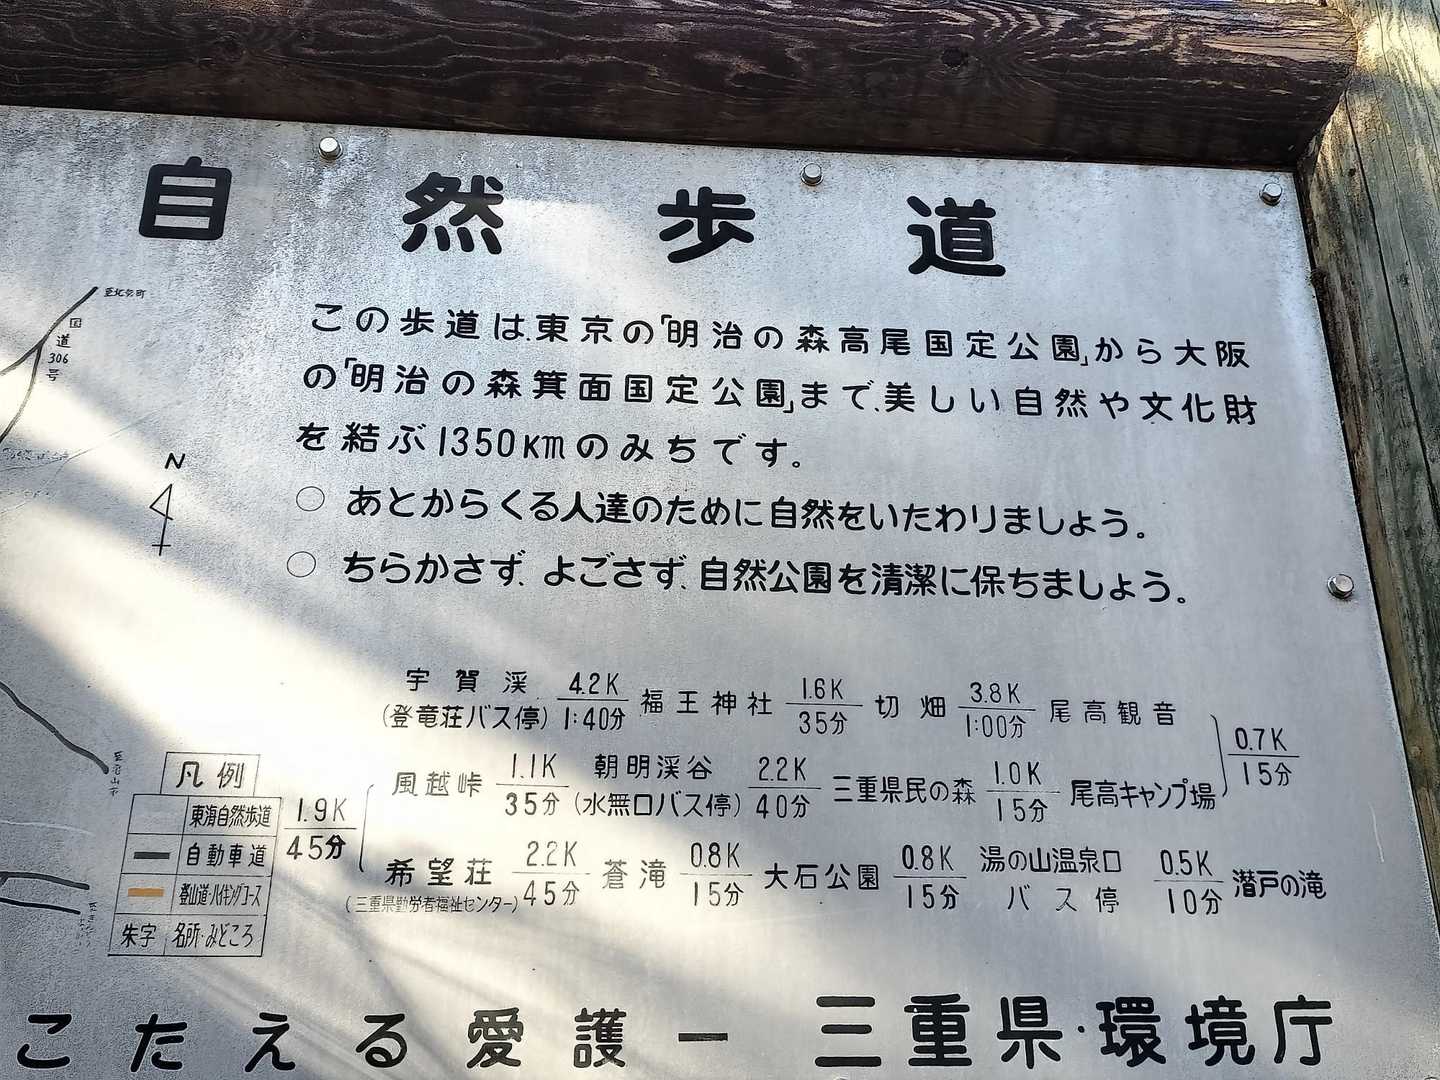 自然歩道
この歩道は、東京の「明治の森高尾国定公園」から大阪
の「明治の森箕面国定公園」まで、美しい自然や文化財
を結ぶ1350kmのみちです。
○ あとからくる人達のために自然をいたわりましょう。
○ ちらかさず、よごさず、自然公園を清潔に保ちましょう。
国道306号
N
宇賀渓 4.2K 福王神社 1.6K 切畑 3.8K 尾高観音
(登竜荘バス停) 1:40分 35分 1:00分
0.7K
15分
風越峠 1.1K 朝明渓谷 2.2K 三重県民の森 1.0K 尾高キャンプ場
35分 (水無口バス停) 40分 15分
1.9K
45分
希望荘 2.2K 蒼滝 0.8K 大石公園 0.8K 湯の山温泉口 0.5K 潜戸の滝
(三重県勤労者福祉センター) 45分 15分 15分 バス停 10分
凡例
東海自然歩道
自動車道
登山道・ハイキングコース
朱字 名所・みどころ
こたえる愛護ー 三重県・環境庁